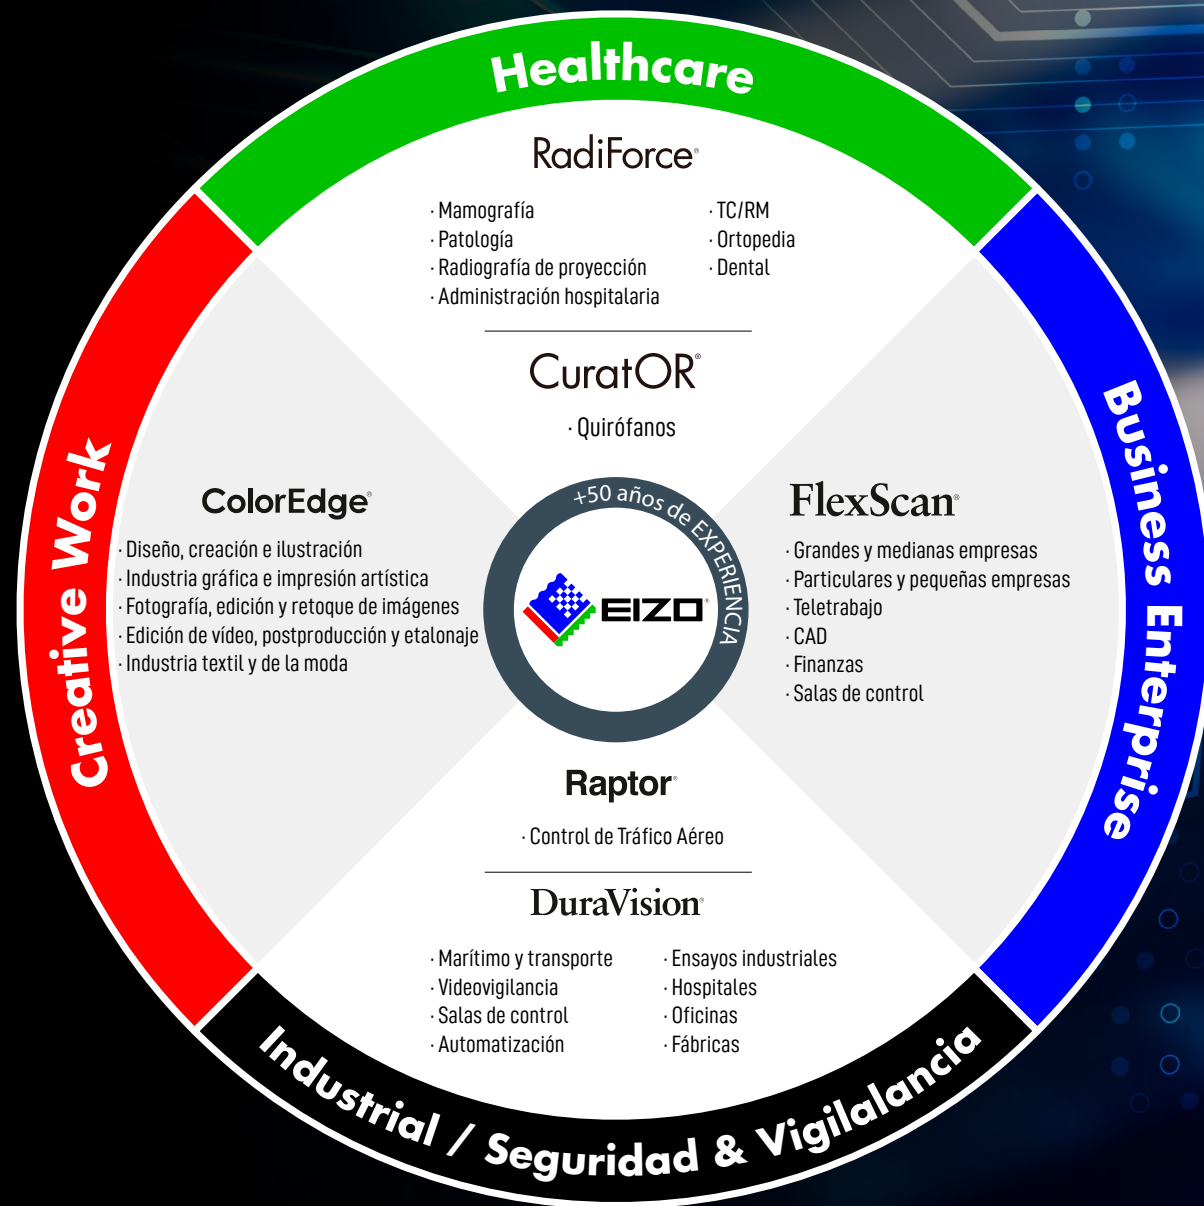 Healthcare
RadiForce®
· Mamografía
· Patología
· Radiografía de proyección
· Administración hospitalaria
· TC/RM
· Ortopedia
· Dental
CuratOR®
· Quirófanos
Creative Work
ColorEdge®
· Diseño, creación e ilustración
· Industria gráfica e impresión artística
· Fotografía, edición y retoque de imágenes
· Edición de vídeo, postproducción y etalonaje
· Industria textil y de la moda
+50 años de EXPERIENCIA
EIZO®
Business Enterprise
FlexScan®
· Grandes y medianas empresas
· Particulares y pequeñas empresas
· Teletrabajo
· CAD
· Finanzas
· Salas de control
Raptor®
· Control de Tráfico Aéreo
DuraVision®
· Marítimo y transporte
· Videovigilancia
· Salas de control
· Automatización
· Ensayos industriales
· Hospitales
· Oficinas
· Fábricas
Industrial / Seguridad & Vigilalancia